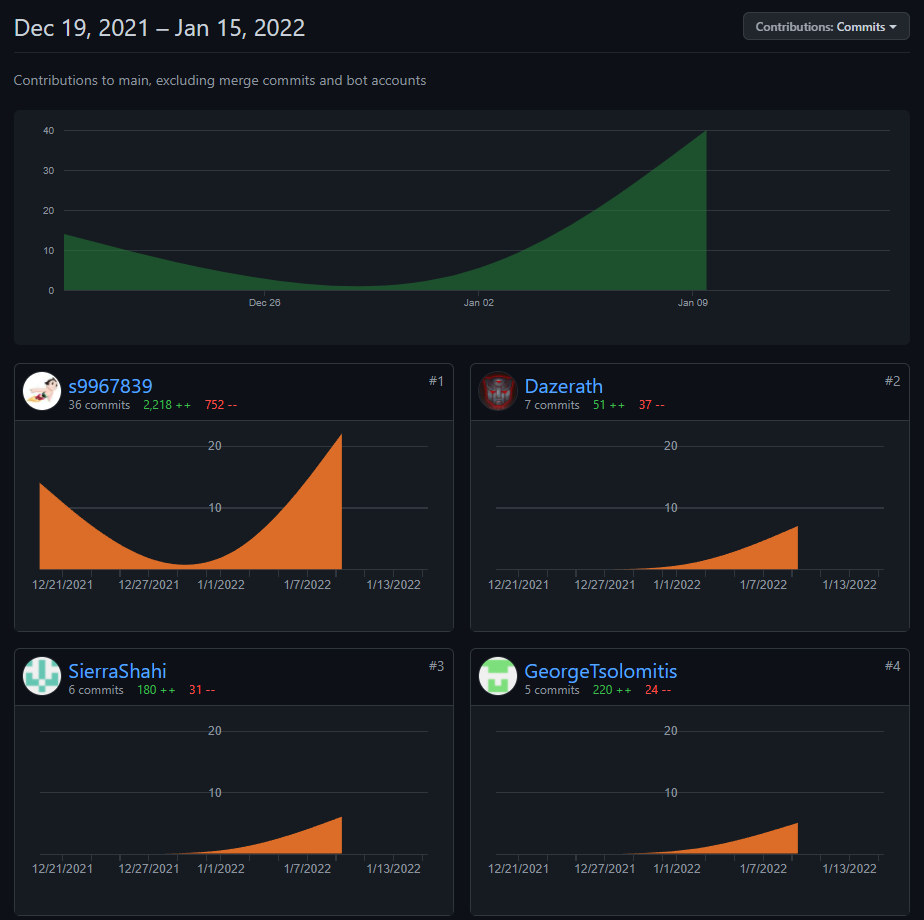 Dec 19, 2021 – Jan 15, 2022
Contributions: Commits
Contributions to main, excluding merge commits and bot accounts
40
30
20
10
0
Dec 26
Jan 02
Jan 09
s9967839
#1
36 commits 2,218 ++ 752 --
20
10
12/21/2021 12/27/2021 1/1/2022 1/7/2022 1/13/2022
Dazerath
#2
7 commits 51 ++ 37 --
20
10
12/21/2021 12/27/2021 1/1/2022 1/7/2022 1/13/2022
SierraShahi
#3
6 commits 180 ++ 31 --
20
10
12/21/2021 12/27/2021 1/1/2022 1/7/2022 1/13/2022
GeorgeTsolomitis
#4
5 commits 220 ++ 24 --
20
10
12/21/2021 12/27/2021 1/1/2022 1/7/2022 1/13/2022